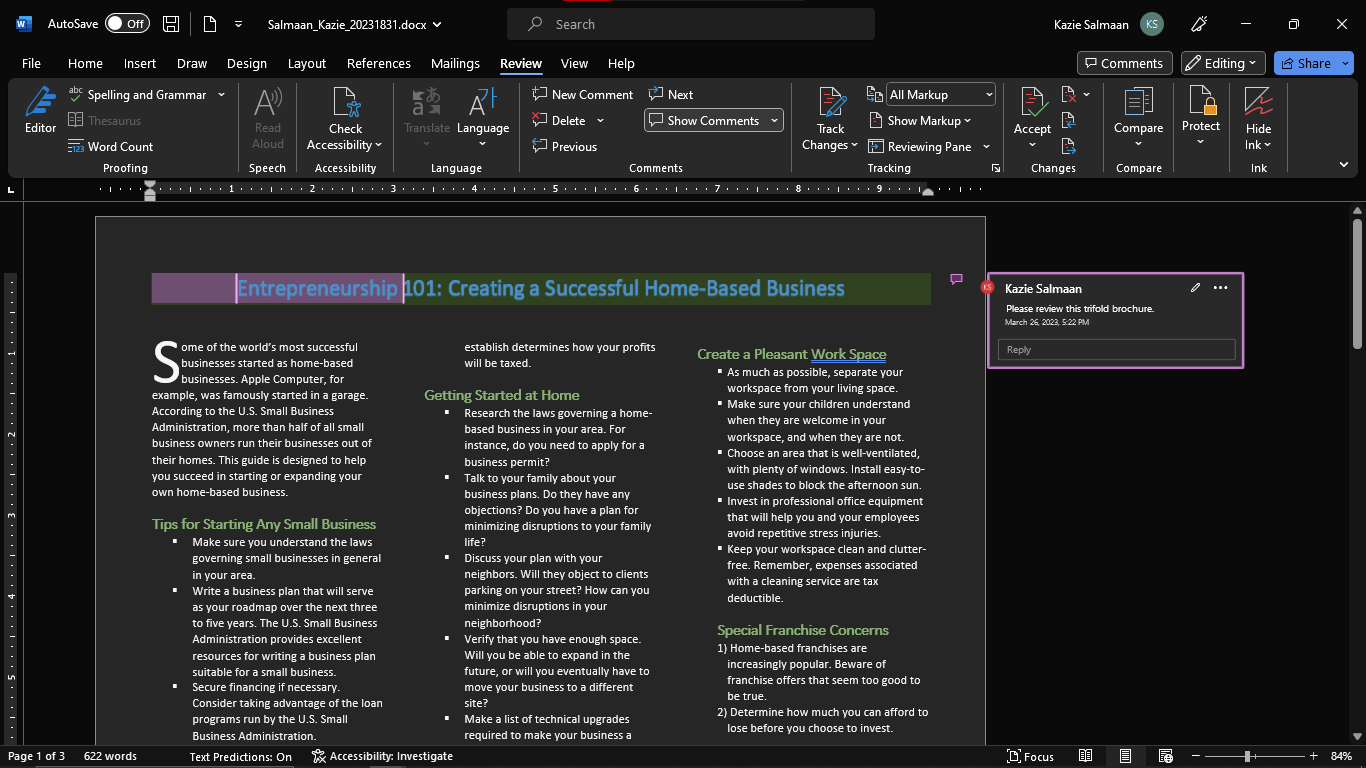 AutoSave Off Salmaan_Kazie_20231831.docx Search Kazie Salmaan KS
File Home Insert Draw Design Layout References Mailings Review View Help Comments Editing Share
Editor
abc Spelling and Grammar
Thesaurus
123 Word Count
Proofing
Read Aloud
Speech
Check Accessibility
Accessibility
Translate
Language
Language
New Comment
Delete
Previous
Next
Show Comments
Comments
Track Changes
All Markup
Show Markup
Reviewing Pane
Tracking
Accept
Changes
Compare
Compare
Protect
Hide Ink
Ink
1 2 3 4 5 6 7 8 9
Entrepreneurship 101: Creating a Successful Home-Based Business
Some of the world's most successful
businesses started as home-based
businesses. Apple Computer, for
example, was famously started in a garage.
According to the U.S. Small Business
Administration, more than half of all small
business owners run their businesses out of
their homes. This guide is designed to help
you succeed in starting or expanding your
own home-based business.
Tips for Starting Any Small Business
▪ Make sure you understand the laws
governing small businesses in general
in your area.
▪ Write a business plan that will serve
as your roadmap over the next three
to five years. The U.S. Small Business
Administration provides excellent
resources for writing a business plan
suitable for a small business.
▪ Secure financing if necessary.
Consider taking advantage of the loan
programs run by the U.S. Small
Business Administration.
establish determines how your profits
will be taxed.
Getting Started at Home
▪ Research the laws governing a home-
based business in your area. For
instance, do you need to apply for a
business permit?
▪ Talk to your family about your
business plans. Do they have any
objections? Do you have a plan for
minimizing disruptions to your family
life?
▪ Discuss your plan with your
neighbors. Will they object to clients
parking on your street? How can you
minimize disruptions in your
neighborhood?
▪ Verify that you have enough space.
Will you be able to expand in the
future, or will you eventually have to
move your business to a different
site?
▪ Make a list of technical upgrades
required to make your business a
Create a Pleasant Work Space
▪ As much as possible, separate your
workspace from your living space.
▪ Make sure your children understand
when they are welcome in your
workspace, and when they are not.
▪ Choose an area that is well-ventilated,
with plenty of windows. Install easy-to-
use shades to block the afternoon sun.
▪ Invest in professional office equipment
that will help you and your employees
avoid repetitive stress injuries.
▪ Keep your workspace clean and clutter-
free. Remember, expenses associated
with a cleaning service are tax
deductible.
Special Franchise Concerns
1) Home-based franchises are
increasingly popular. Beware of
franchise offers that seem too good to
be true.
2) Determine how much you can afford to
lose before you choose to invest.
KS Kazie Salmaan
Please review this trifold brochure.
March 26, 2023, 5:22 PM
Reply
1
2
3
4
5
Page 1 of 3 622 words Text Predictions: On Accessibility: Investigate Focus 84%